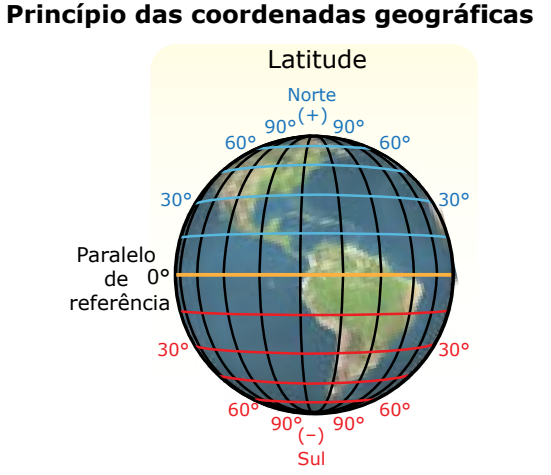 Princípio das coordenadas geográficas
Latitude
Norte
(+)
90° 90°
60° 60°
30° 30°
Paralelo
de 0°
referência
30° 30°
60° 60°
90° 90°
(–)
Sul